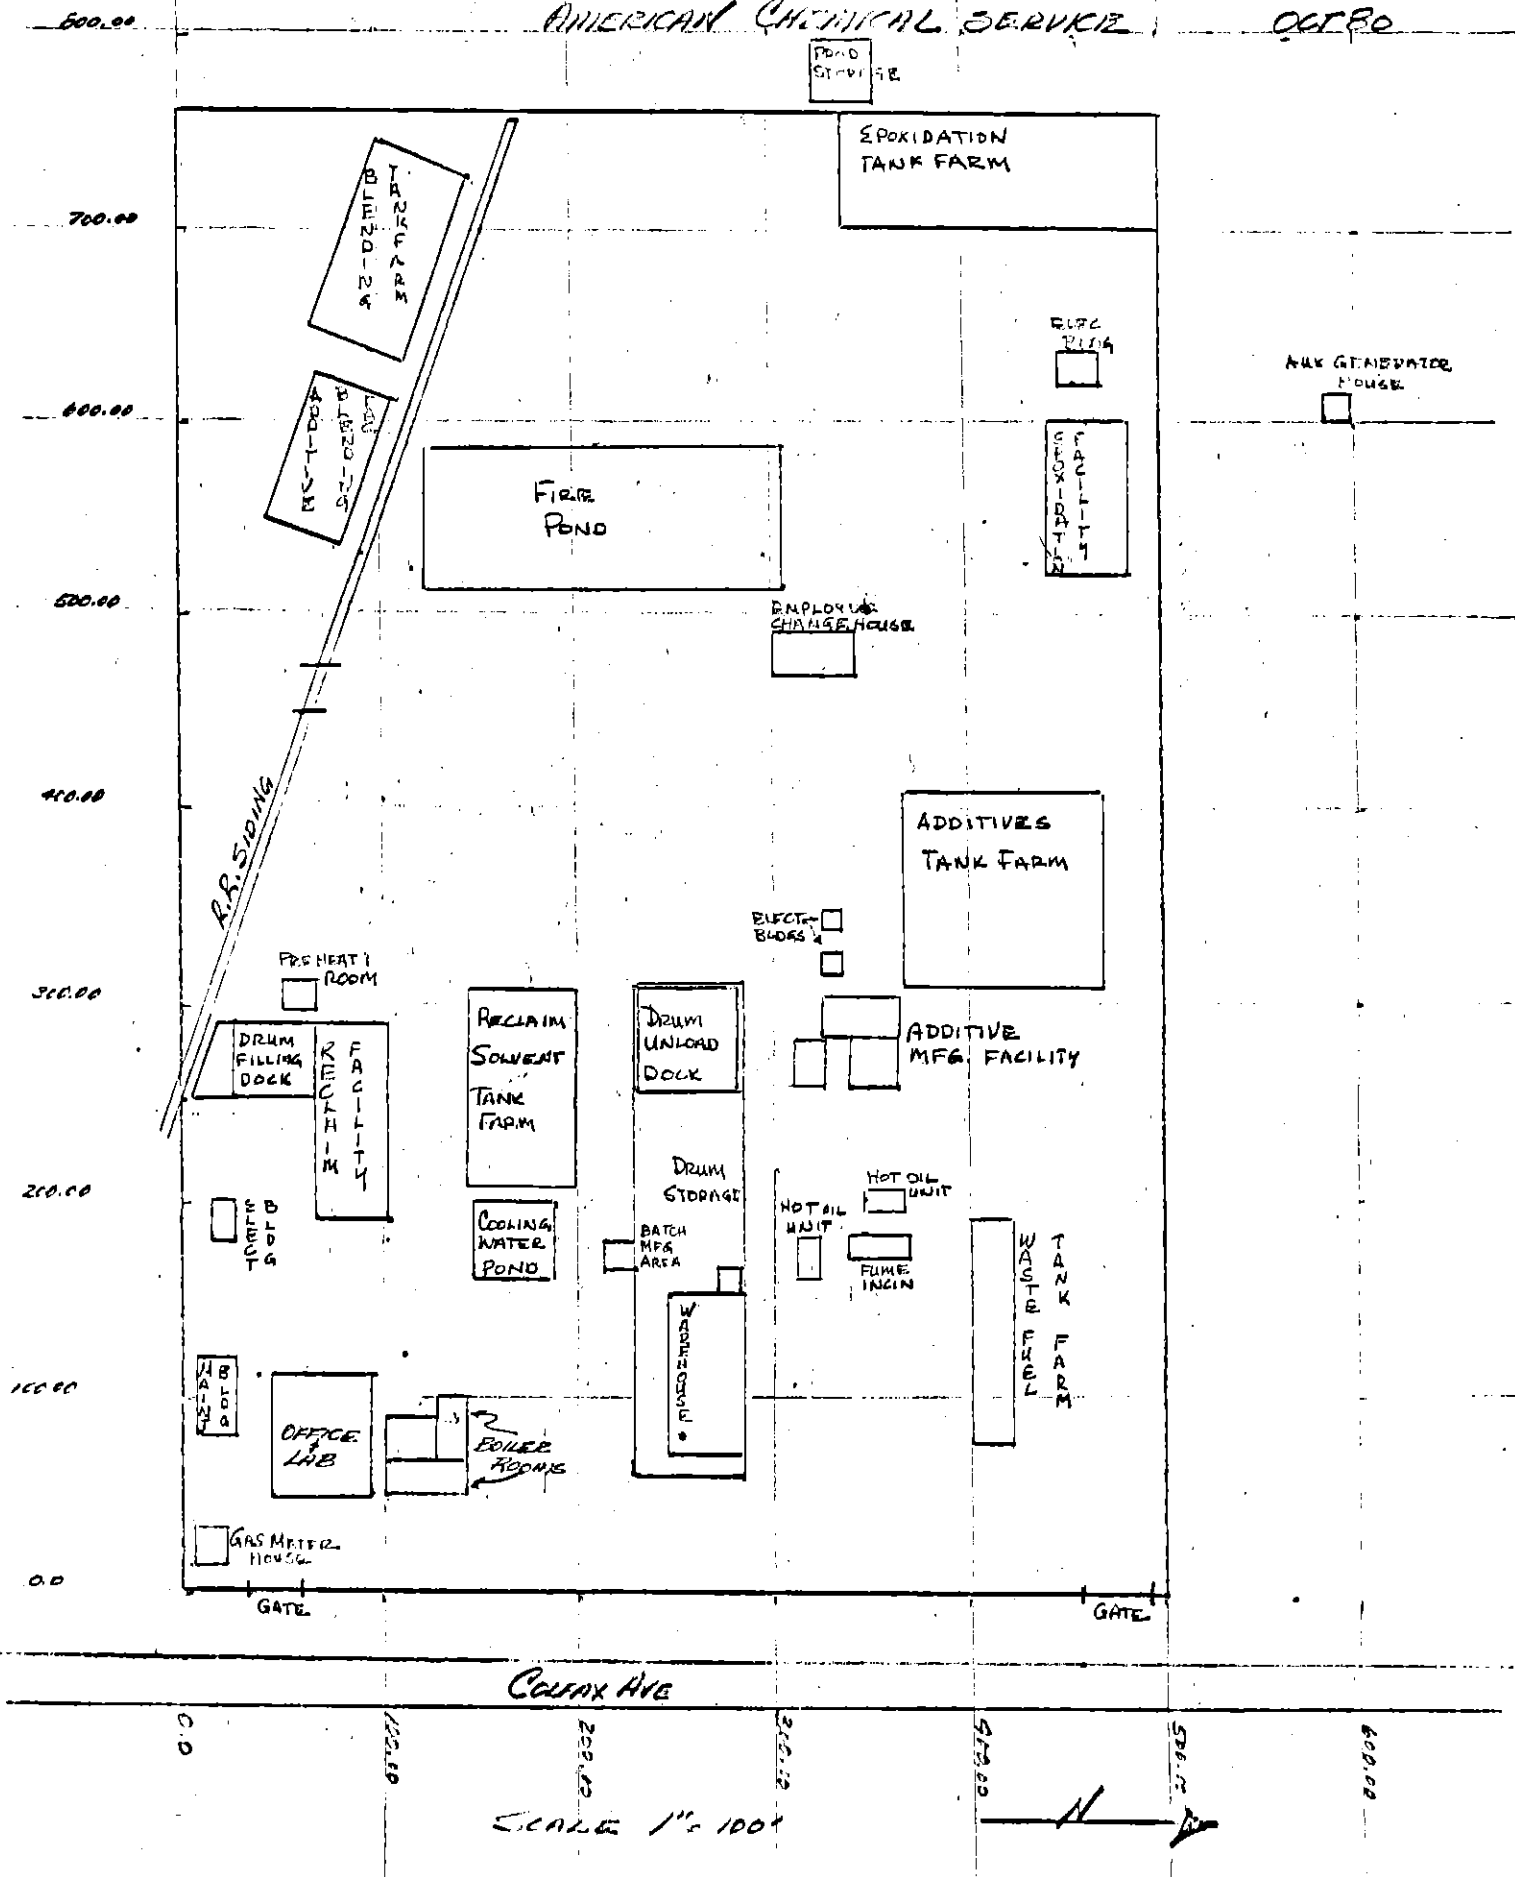 AMERICAN CHEMICAL SERVICE OCT 80
POND
STORAGE
EPOXIDATION
TANK FARM
700.00
TANK FARM
BLENDING
ELEC
BLDG
AUX GENERATOR
HOUSE
600.00
LAG
BLENDING
ADDITIVE
FIRE
POND
FACILITY
EPOXIDATION
500.00
EMPLOYEE
CHANGE HOUSE
400.00
R.R. SIDING
ADDITIVES
TANK FARM
ELECT
BLDGS
PREHEAT
ROOM
300.00
DRUM
FILLING
DOCK
RECLAIM
FACILITY
RECLAIM
SOLVENT
TANK
FARM
DRUM
UNLOAD
DOCK
ADDITIVE
MFG. FACILITY
DRUM
STORAGE
200.00
ELECT
BLDG
COOLING
WATER
POND
BATCH
MFG
AREA
HOT OIL
UNIT
HOT OIL
UNIT
FUME
INCIN
WASTE FUEL
TANK FARM
WAREHOUSE
100.00
MAINT
BLDG
OFFICE
+
LAB
BOILER
ROOMS
GAS METER
HOUSE
0.0
GATE
GATE
COLFAX AVE
0.0
100.00
200.00
300.00
400.00
500.00
600.00
SCALE 1" = 100'
N